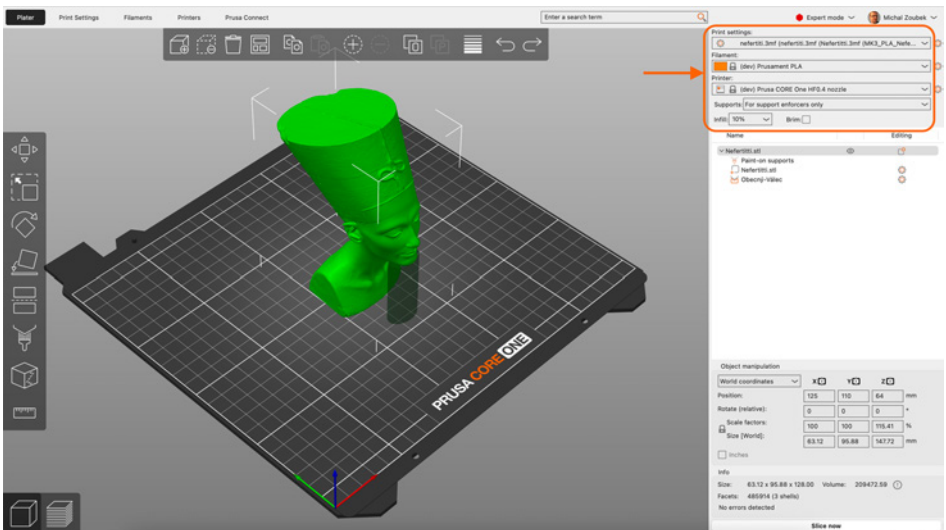 Plater Print Settings Filaments Printers Prusa Connect Enter a search term Expert mode Michal Zoubek
Print settings:
nefertiti.3mf (nefertiti.3mf (Nefertiti.3mf (MK3_PLA_Nefe...
Filament:
(dev) Prusament PLA
Printer:
(dev) Prusa CORE One HF0.4 nozzle
Supports: For support enforcers only
Infill: 10% Brim:
Name Editing
Nefertitti.stl
Paint-on supports
Nefertitti.stl
Obecný-Válec
PRUSA CORE ONE
Object manipulation
World coordinates X Y Z
Position: 125 110 64 mm
Rotate (relative): 0 0 0 °
Scale factors: 100 100 115.41 %
Size [World]: 63.12 95.88 147.72 mm
Inches
Info
Size: 63.12 x 95.88 x 128.00 Volume: 209472.59
Facets: 485914 (3 shells)
No errors detected
Slice now